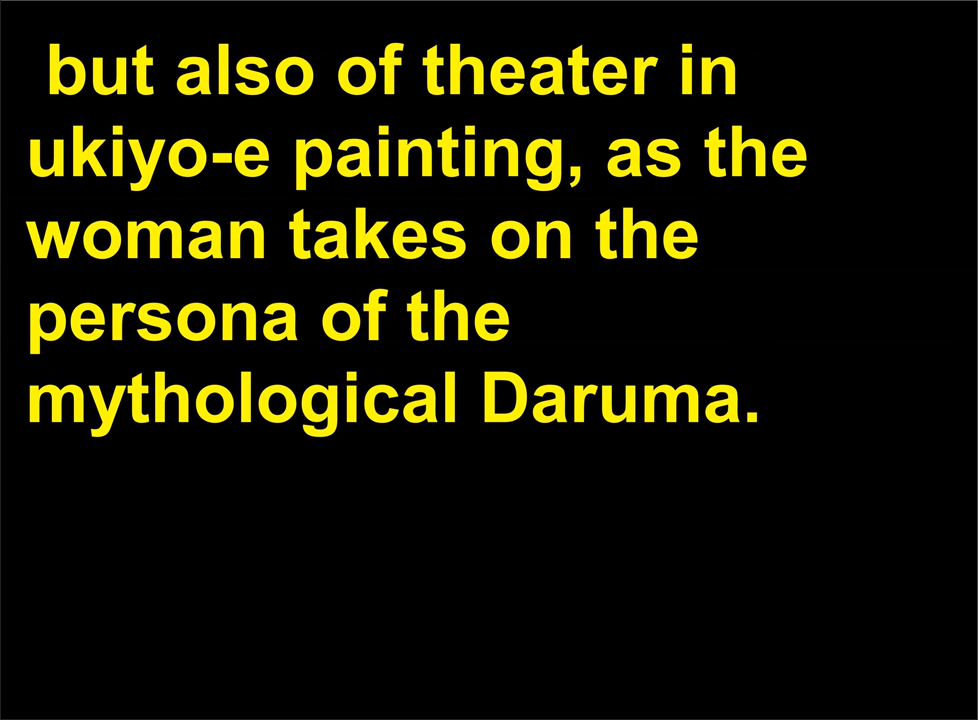 but also of theater in
ukiyo-e painting, as the
woman takes on the
persona of the
mythological Daruma.